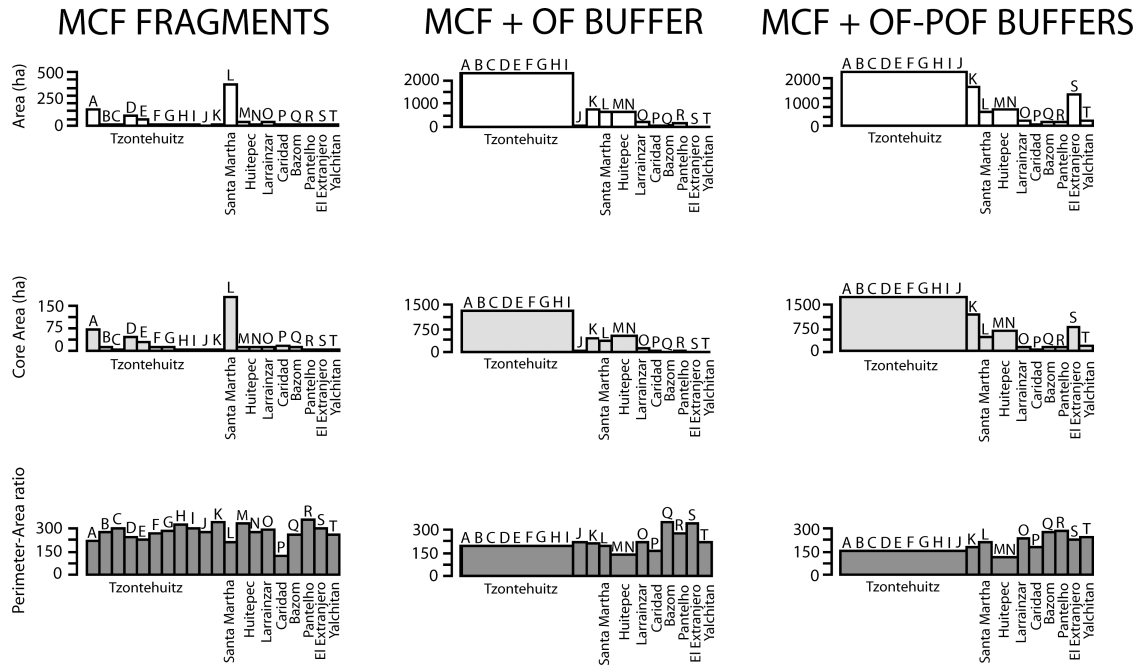 MCF FRAGMENTS
MCF + OF BUFFER
MCF + OF-POF BUFFERS
Area (ha)
500
250
0
A
B C
D E
F G H I J K
L
M N O P Q R S T
Tzontehuitz
Santa Martha
Huitepec
Larrainzar
Caridad
Bazom
Pantelho
El Extranjero
Yalchitan
2000
1000
0
A B C D E F G H I
J
K L M N
O P Q R S T
Tzontehuitz
Santa Martha
Huitepec
Larrainzar
Caridad
Bazom
Pantelho
El Extranjero
Yalchitan
2000
1000
0
A B C D E F G H I J
K
L M N
O P Q R
S
T
Tzontehuitz
Santa Martha
Huitepec
Larrainzar
Caridad
Bazom
Pantelho
El Extranjero
Yalchitan
Core Area (ha)
150
75
0
A
B C
D E
F G H I J K
L
M N O P Q R S T
Tzontehuitz
Santa Martha
Huitepec
Larrainzar
Caridad
Bazom
Pantelho
El Extranjero
Yalchitan
1500
750
0
A B C D E F G H I
J
K L M N
O P Q R S T
Tzontehuitz
Santa Martha
Huitepec
Larrainzar
Caridad
Bazom
Pantelho
El Extranjero
Yalchitan
1500
750
0
A B C D E F G H I J
K
L M N
O P Q R
S
T
Tzontehuitz
Santa Martha
Huitepec
Larrainzar
Caridad
Bazom
Pantelho
El Extranjero
Yalchitan
Perimeter-Area ratio
300
150
0
A B C D E F G H I J K L M N O P Q R S T
Tzontehuitz
Santa Martha
Huitepec
Larrainzar
Caridad
Bazom
Pantelho
El Extranjero
Yalchitan
300
150
0
A B C D E F G H I J K L M N O P Q R S T
Tzontehuitz
Santa Martha
Huitepec
Larrainzar
Caridad
Bazom
Pantelho
El Extranjero
Yalchitan
300
150
0
A B C D E F G H I J K L M N O P Q R S T
Tzontehuitz
Santa Martha
Huitepec
Larrainzar
Caridad
Bazom
Pantelho
El Extranjero
Yalchitan